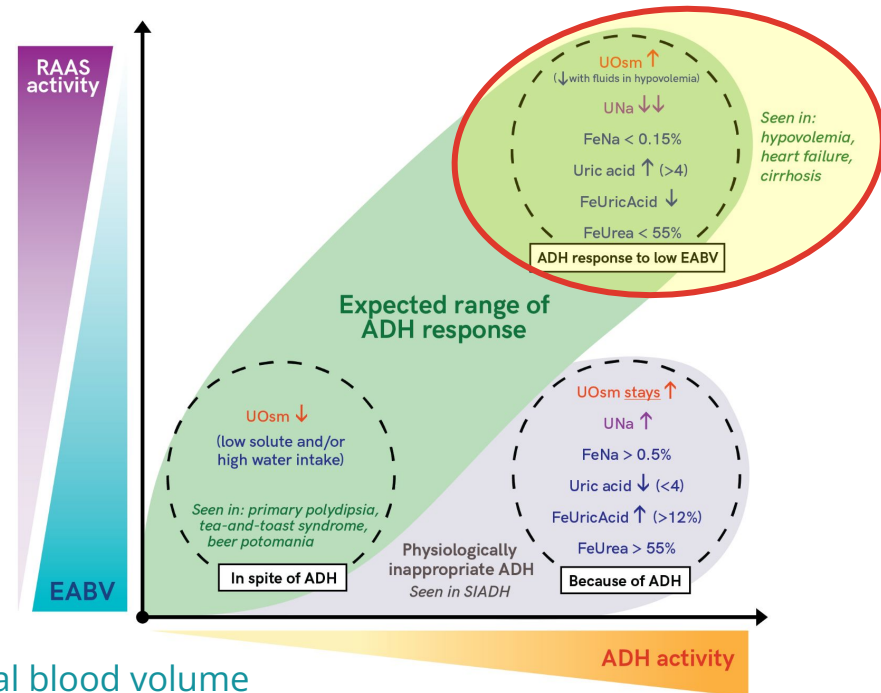 RAAS
activity
EABV
UOsm ↑
(↓with fluids in hypovolemia)
UNa ↓↓
FeNa < 0.15%
Uric acid ↑ (>4)
FeUricAcid ↓
FeUrea < 55%
ADH response to low EABV
Seen in:
hypovolemia,
heart failure,
cirrhosis
Expected range of
ADH response
UOsm ↓
(low solute and/or
high water intake)
Seen in: primary polydipsia,
tea-and-toast syndrome,
beer potomania
In spite of ADH
Physiologically
inappropriate ADH
Seen in SIADH
UOsm stays ↑
UNa ↑
FeNa > 0.5%
Uric acid ↓ (<4)
FeUricAcid ↑ (>12%)
FeUrea > 55%
Because of ADH
ADH activity
al blood volume